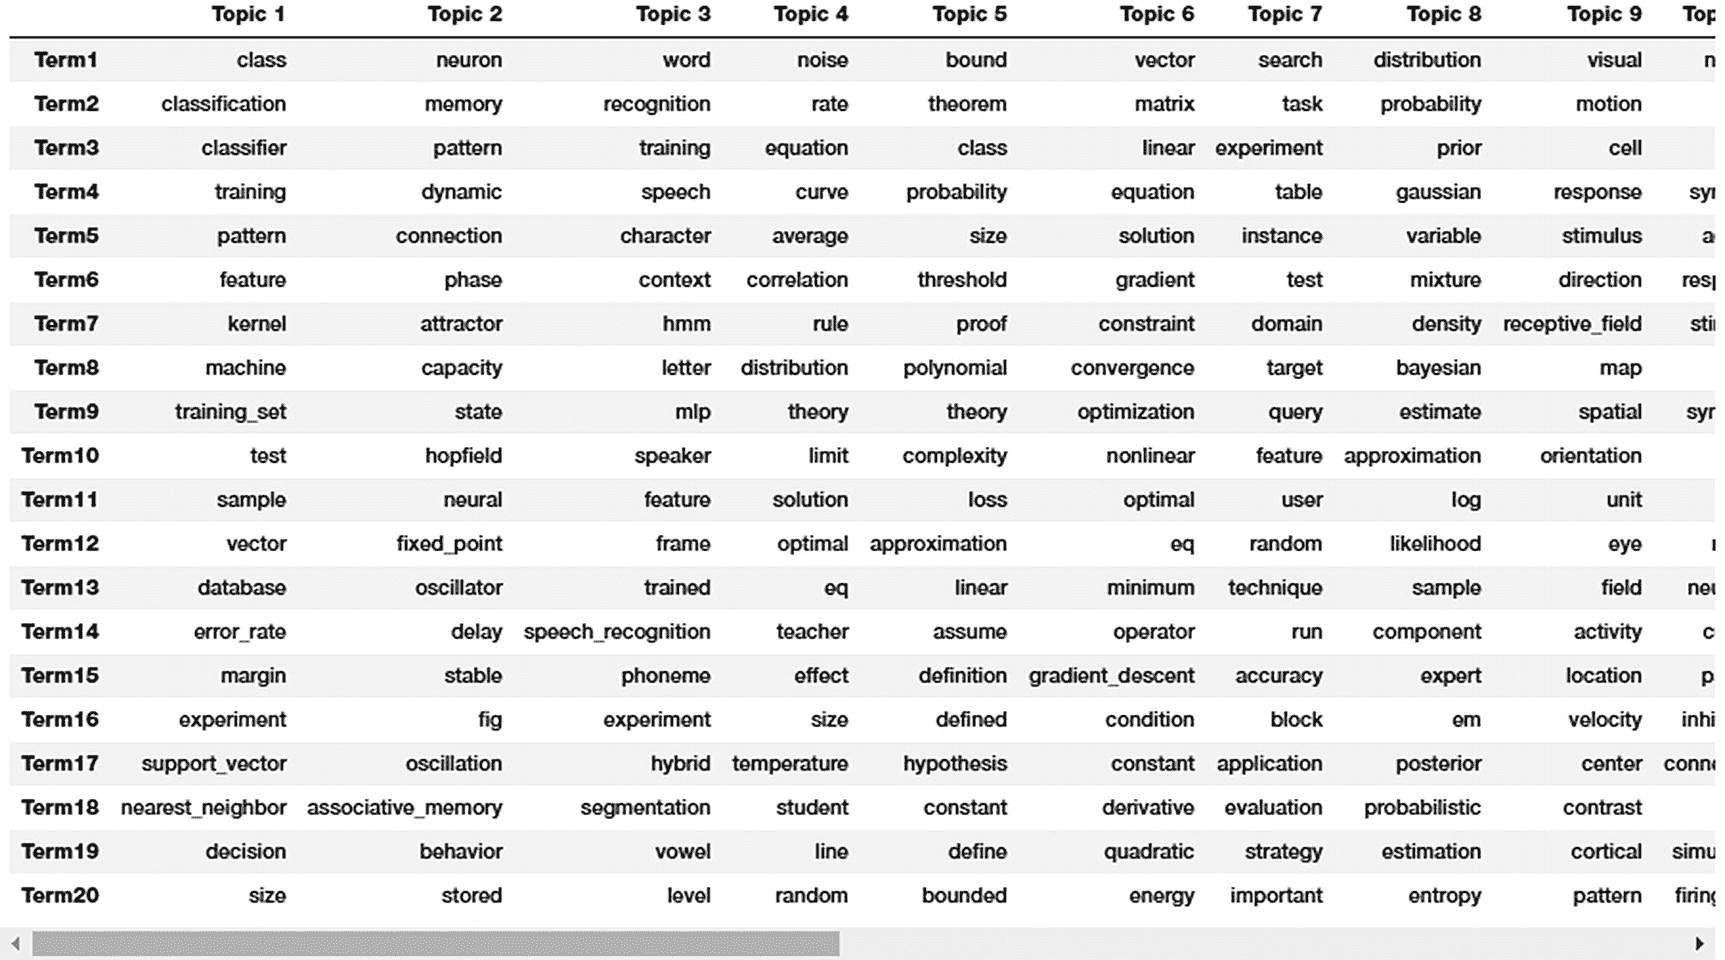 Topic 1 Topic 2 Topic 3 Topic 4 Topic 5 Topic 6 Topic 7 Topic 8 Topic 9
Term1 class neuron word noise bound vector search distribution visual
Term2 classification memory recognition rate theorem matrix task probability motion
Term3 classifier pattern training equation class linear experiment prior cell
Term4 training dynamic speech curve probability equation table gaussian response
Term5 pattern connection character average size solution instance variable stimulus
Term6 feature phase context correlation threshold gradient test mixture direction
Term7 kernel attractor hmm rule proof constraint domain density receptive_field
Term8 machine capacity letter distribution polynomial convergence target bayesian map
Term9 training_set state mlp theory theory optimization query estimate spatial
Term10 test hopfield speaker limit complexity nonlinear feature approximation orientation
Term11 sample neural feature solution loss optimal user log unit
Term12 vector fixed_point frame optimal approximation eq random likelihood eye
Term13 database oscillator trained eq linear minimum technique sample field
Term14 error_rate delay speech_recognition teacher assume operator run component activity
Term15 margin stable phoneme effect definition gradient_descent accuracy expert location
Term16 experiment fig experiment size defined condition block em velocity
Term17 support_vector oscillation hybrid temperature hypothesis constant application posterior center
Term18 nearest_neighbor associative_memory segmentation student constant derivative evaluation probabilistic contrast
Term19 decision behavior vowel line define quadratic strategy estimation cortical
Term20 size stored level random bounded energy important entropy pattern